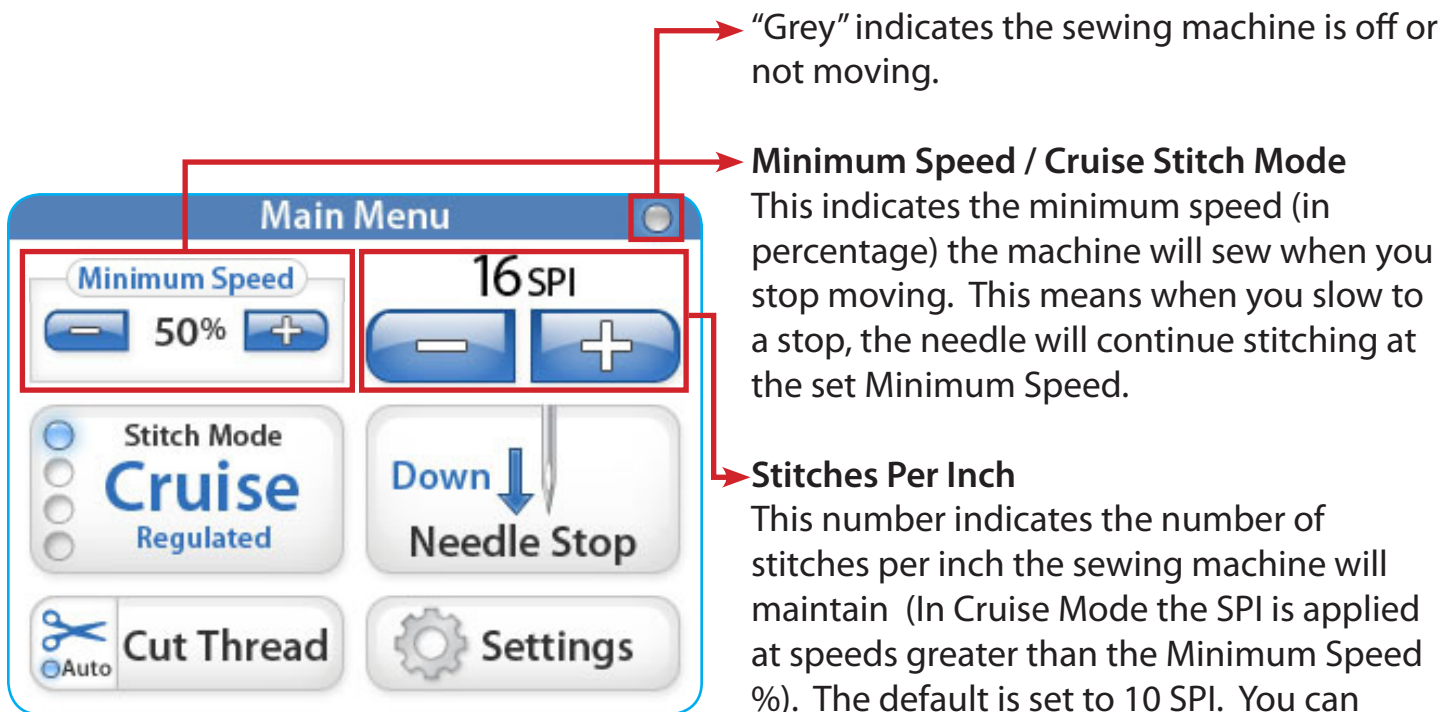 “Grey” indicates the sewing machine is off or
not moving.
Minimum Speed / Cruise Stitch Mode
This indicates the minimum speed (in
percentage) the machine will sew when you
stop moving.  This means when you slow to
a stop, the needle will continue stitching at
the set Minimum Speed.
Stitches Per Inch
This number indicates the number of
stitches per inch the sewing machine will
maintain  (In Cruise Mode the SPI is applied
at speeds greater than the Minimum Speed
%).  The default is set to 10 SPI.  You can
Main Menu
Minimum Speed
− 50% +
16 SPI
− +
Stitch Mode
Cruise
Regulated
Down
Needle Stop
Auto
Cut Thread
Settings